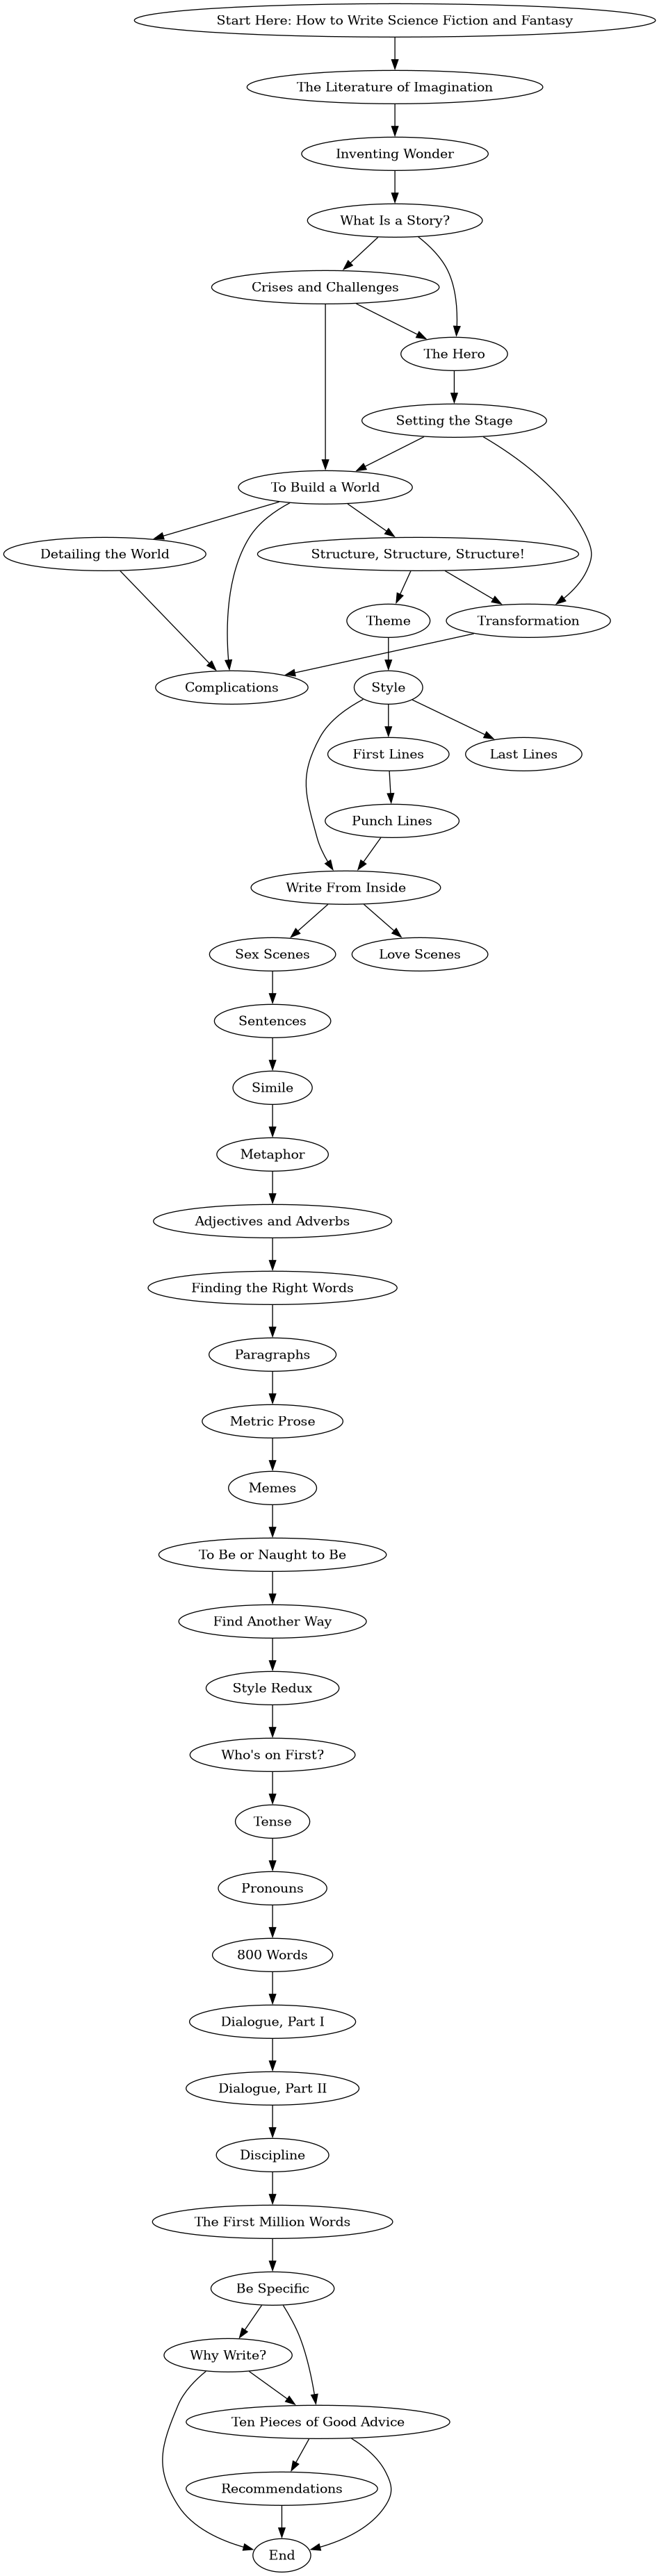 Start Here: How to Write Science Fiction and Fantasy
The Literature of Imagination
Inventing Wonder
What Is a Story?
Crises and Challenges
The Hero
Setting the Stage
To Build a World
Detailing the World
Structure, Structure, Structure!
Theme
Transformation
Complications
Style
First Lines
Last Lines
Punch Lines
Write From Inside
Sex Scenes
Love Scenes
Sentences
Simile
Metaphor
Adjectives and Adverbs
Finding the Right Words
Paragraphs
Metric Prose
Memes
To Be or Naught to Be
Find Another Way
Style Redux
Who's on First?
Tense
Pronouns
800 Words
Dialogue, Part I
Dialogue, Part II
Discipline
The First Million Words
Be Specific
Why Write?
Ten Pieces of Good Advice
Recommendations
End